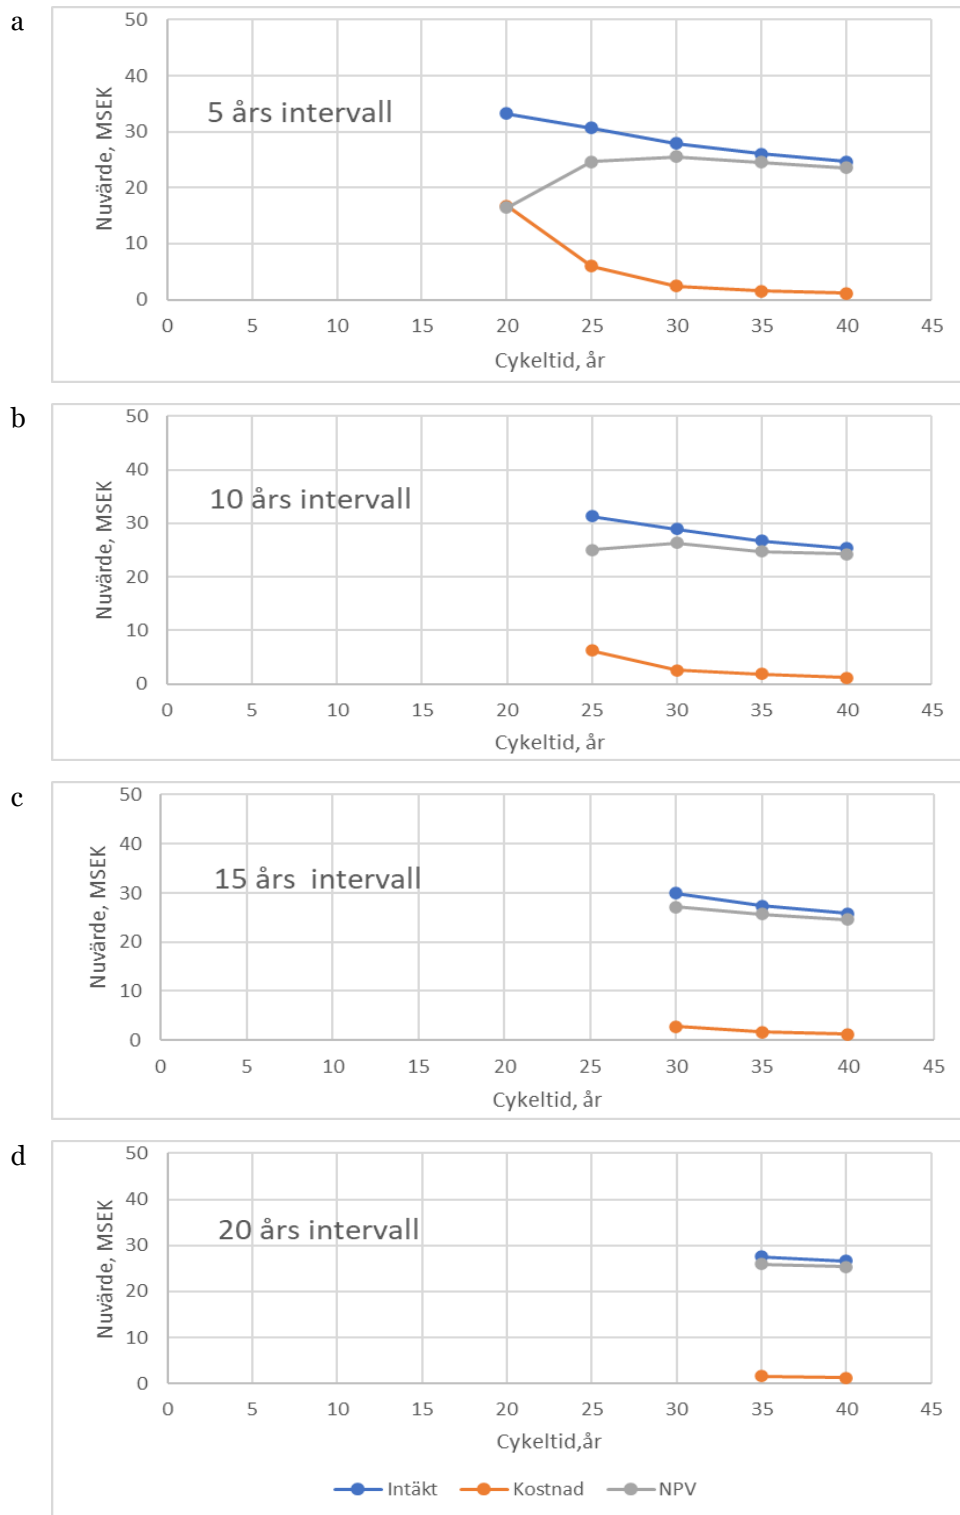 a
50
40
30
20
10
0
Nuvärde, MSEK
5 års intervall
0 5 10 15 20 25 30 35 40 45
Cykeltid, år
b
50
40
30
20
10
0
Nuvärde, MSEK
10 års intervall
0 5 10 15 20 25 30 35 40 45
Cykeltid, år
c
50
40
30
20
10
0
Nuvärde, MSEK
15 års intervall
0 5 10 15 20 25 30 35 40 45
Cykeltid, år
d
50
40
30
20
10
0
Nuvärde, MSEK
20 års intervall
0 5 10 15 20 25 30 35 40 45
Cykeltid,år
Intäkt Kostnad NPV